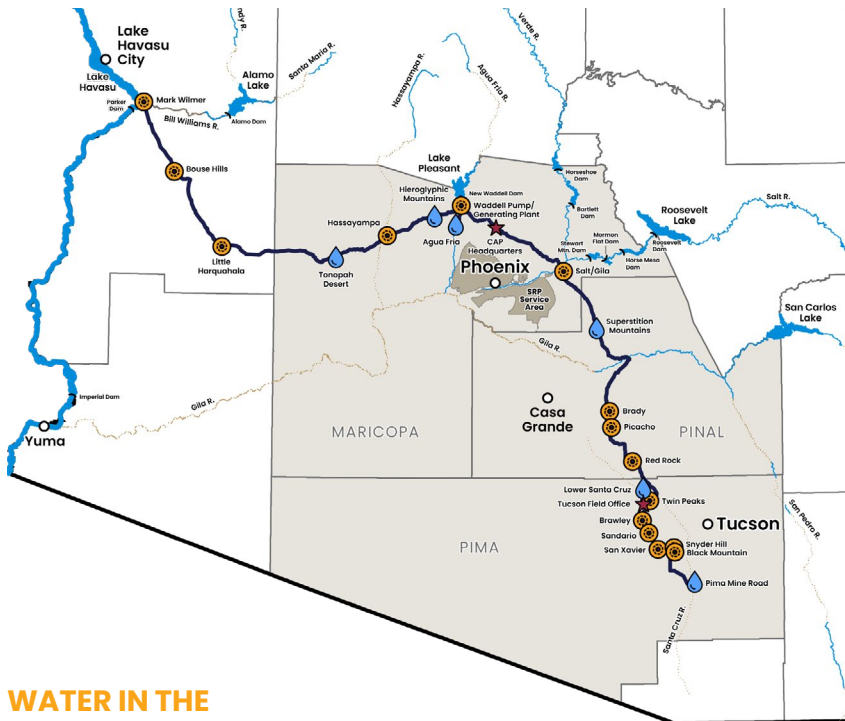 Lake
Havasu
City
Lake
Havasu
Parker
Dam
Mark Wilmer
Bill Williams R.
Alamo Dam
Alamo
Lake
ndy R.
Santa Maria R.
Hassayampa R.
Agua Fria R.
Verde R.
Bouse Hills
Little
Harquahala
Tonopah
Desert
Hassayampa
Hieroglyphic
Mountains
Lake
Pleasant
New Waddell Dam
Waddell Pump/
Generating Plant
Agua Fria
CAP
Headquarters
Phoenix
SRP
Service
Area
Horseshoe
Dam
Bartlett
Dam
Stewart
Mtn. Dam
Mormon
Flat Dam
Horse Mesa
Dam
Roosevelt
Dam
Roosevelt
Lake
Salt R.
Salt/Gila
San Carlos
Lake
Superstition
Mountains
Gila R.
Gila R.
Imperial Dam
Yuma
MARICOPA
Casa
Grande
PINAL
Brady
Picacho
Red Rock
Lower Santa Cruz
Twin Peaks
Tucson Field Office
Brawley
Sandario
San Xavier
Snyder Hill
Black Mountain
Tucson
PIMA
Pima Mine Road
Santa Cruz R.
San Pedro R.
WATER IN THE